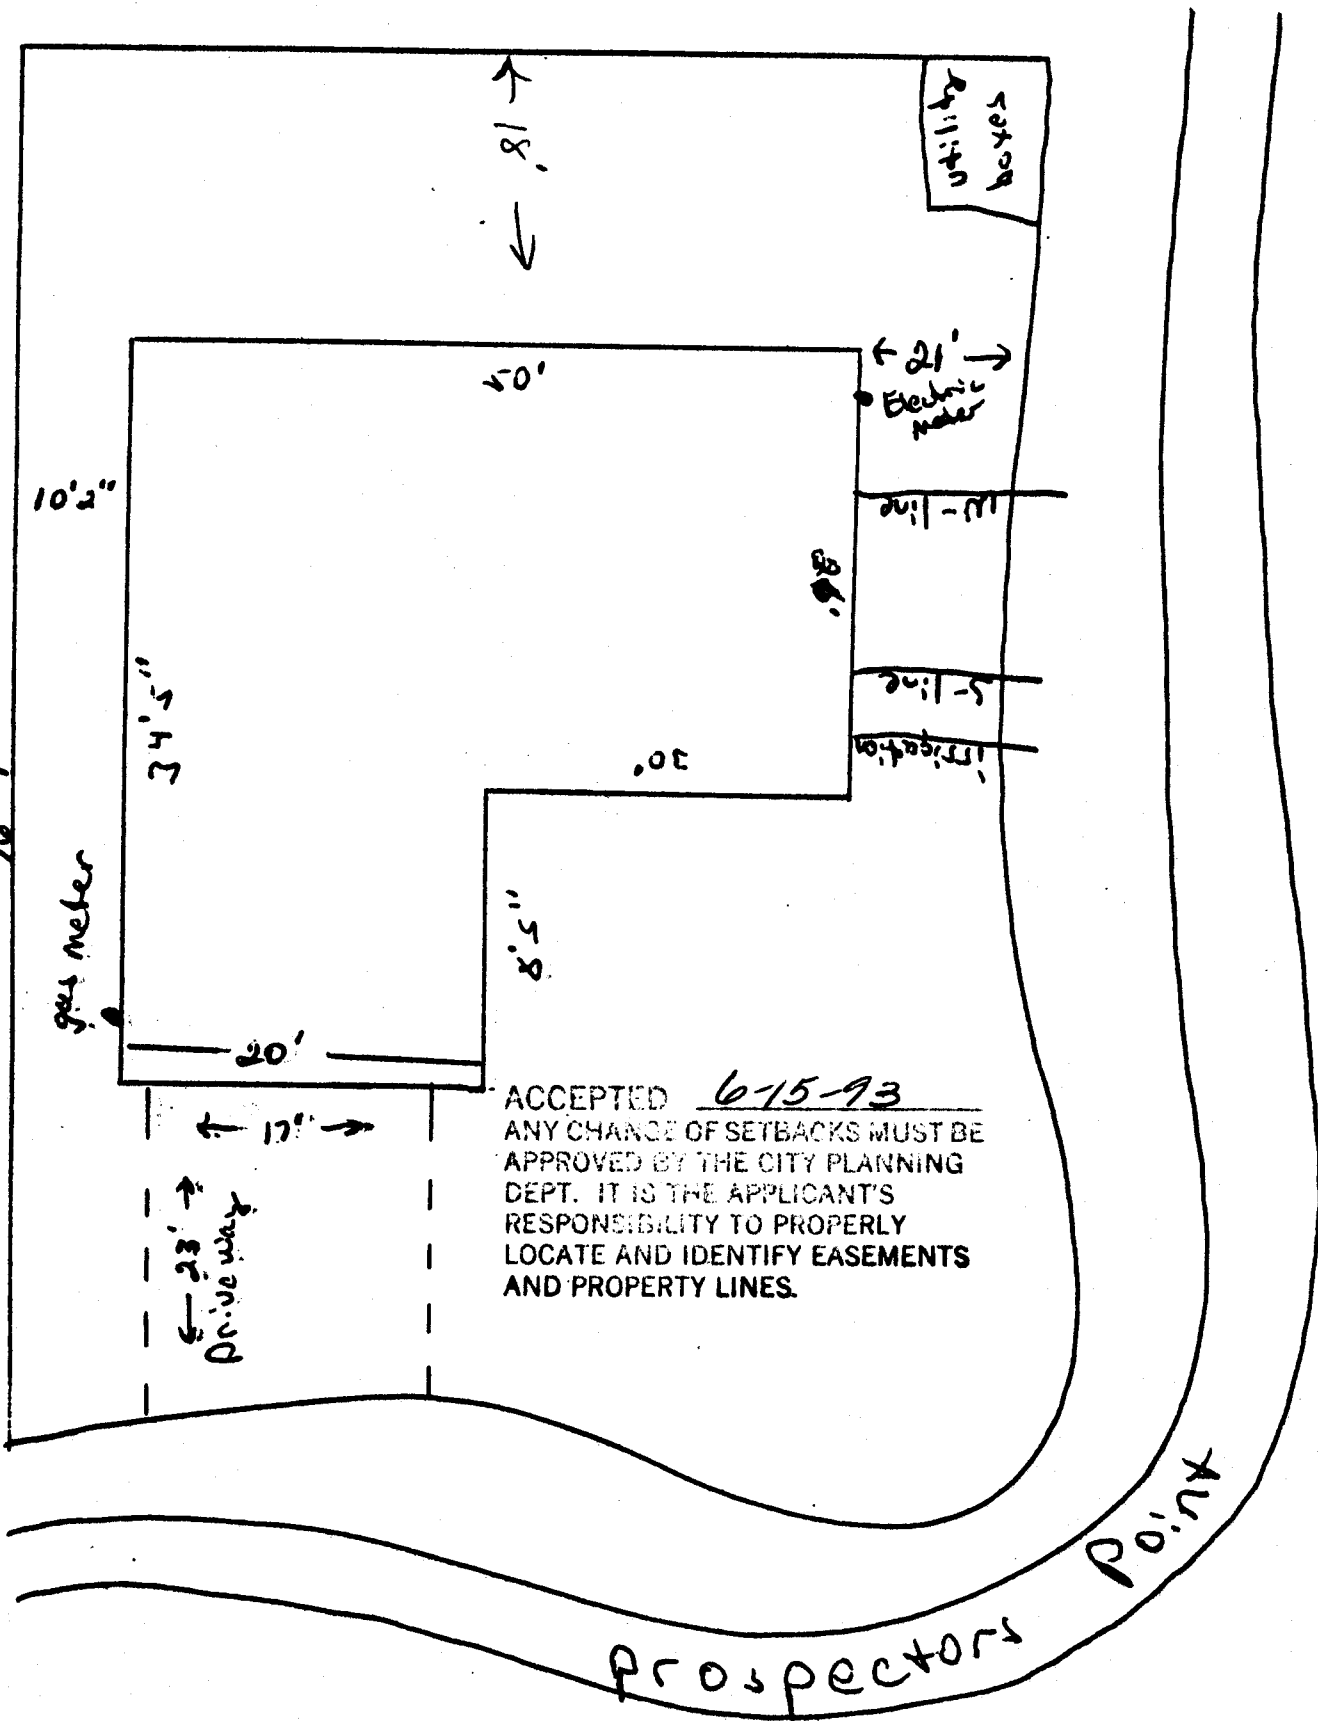 18'
utility
boxes
50'
← 21' →
Electric
meter
10'2"
W-line
34'5"
S-line
irrigation
30'
gas meter
8'5"
20'
17'
23'
Driveway
ACCEPTED 6-15-93
ANY CHANGE OF SETBACKS MUST BE
APPROVED BY THE CITY PLANNING
DEPT. IT IS THE APPLICANT'S
RESPONSIBILITY TO PROPERLY
LOCATE AND IDENTIFY EASEMENTS
AND PROPERTY LINES.
prospectors Point